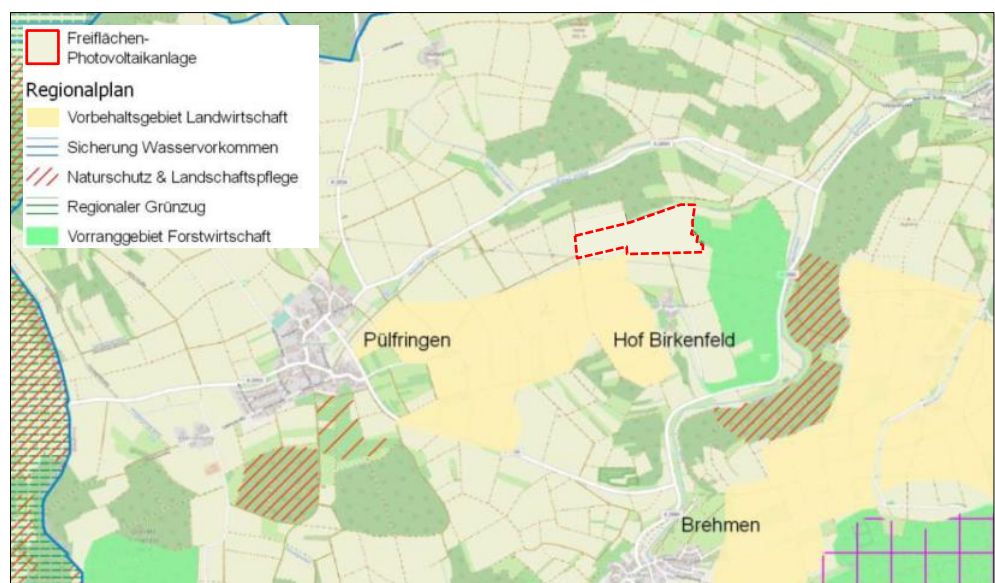 Freiflächen-
Photovoltaikanlage
Regionalplan
Vorbehaltsgebiet Landwirtschaft
Sicherung Wasservorkommen
Naturschutz & Landschaftspflege
Regionaler Grünzug
Vorranggebiet Forstwirtschaft
Pülfringen
Hof Birkenfeld
Brehmen